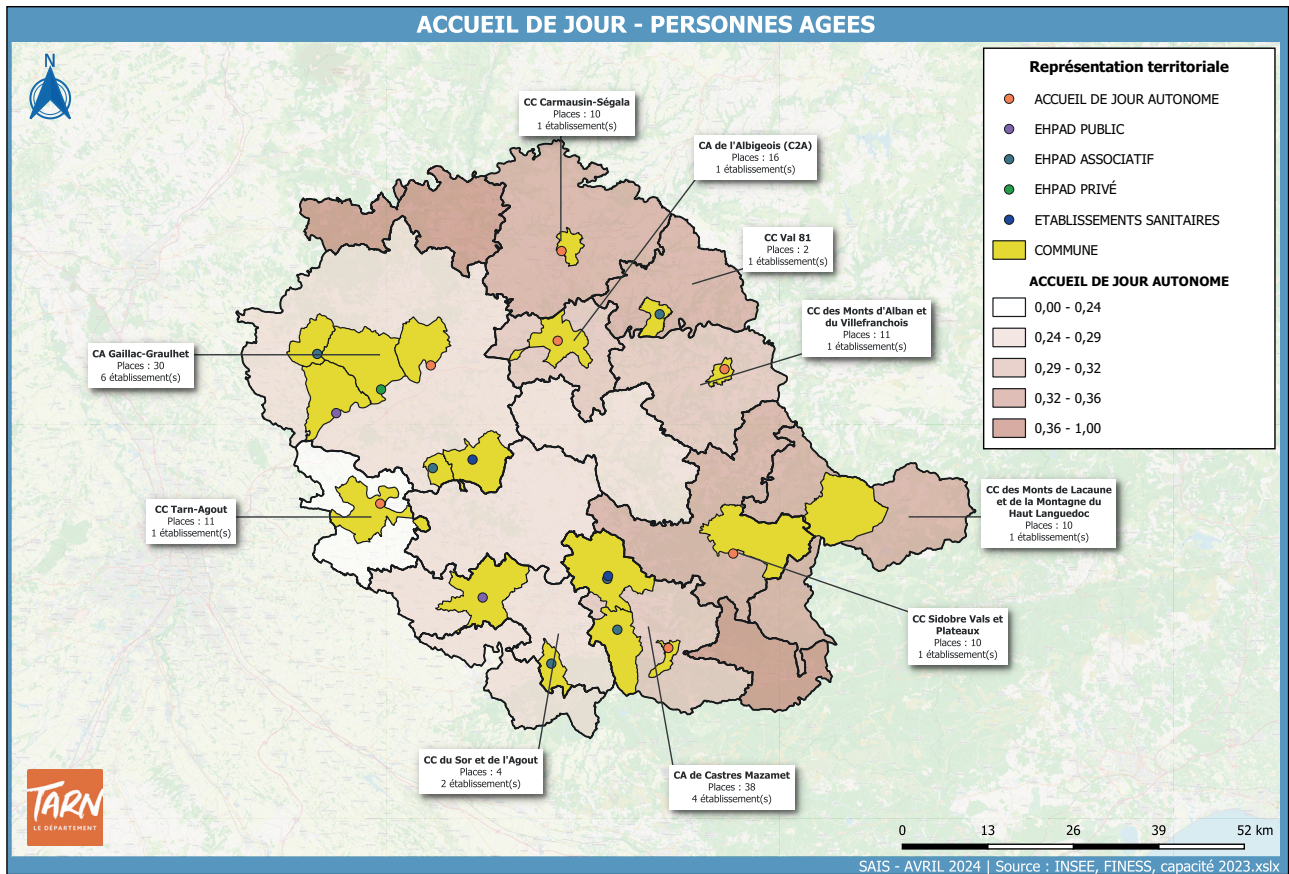 ACCUEIL DE JOUR - PERSONNES AGEES
N
Représentation territoriale
ACCUEIL DE JOUR AUTONOME
EHPAD PUBLIC
EHPAD ASSOCIATIF
EHPAD PRIVÉ
ETABLISSEMENTS SANITAIRES
COMMUNE
ACCUEIL DE JOUR AUTONOME
0,00 - 0,24
0,24 - 0,29
0,29 - 0,32
0,32 - 0,36
0,36 - 1,00
CC Carmausin-Ségala
Places : 10
1 établissement(s)
CA de l'Albigeois (C2A)
Places : 16
1 établissement(s)
CC Val 81
Places : 2
1 établissement(s)
CC des Monts d'Alban et
du Villefranchois
Places : 11
1 établissement(s)
CA Gaillac-Graulhet
Places : 30
6 établissement(s)
CC Tarn-Agout
Places : 11
1 établissement(s)
CC des Monts de Lacaune
et de la Montagne du
Haut Languedoc
Places : 10
1 établissement(s)
CC Sidobre Vals et
Plateaux
Places : 10
1 établissement(s)
CC du Sor et de l'Agout
Places : 4
2 établissement(s)
CA de Castres Mazamet
Places : 38
4 établissement(s)
TARN
LE DÉPARTEMENT
0 13 26 39 52 km
SAIS - AVRIL 2024 | Source : INSEE, FINESS, capacité 2023.xslx